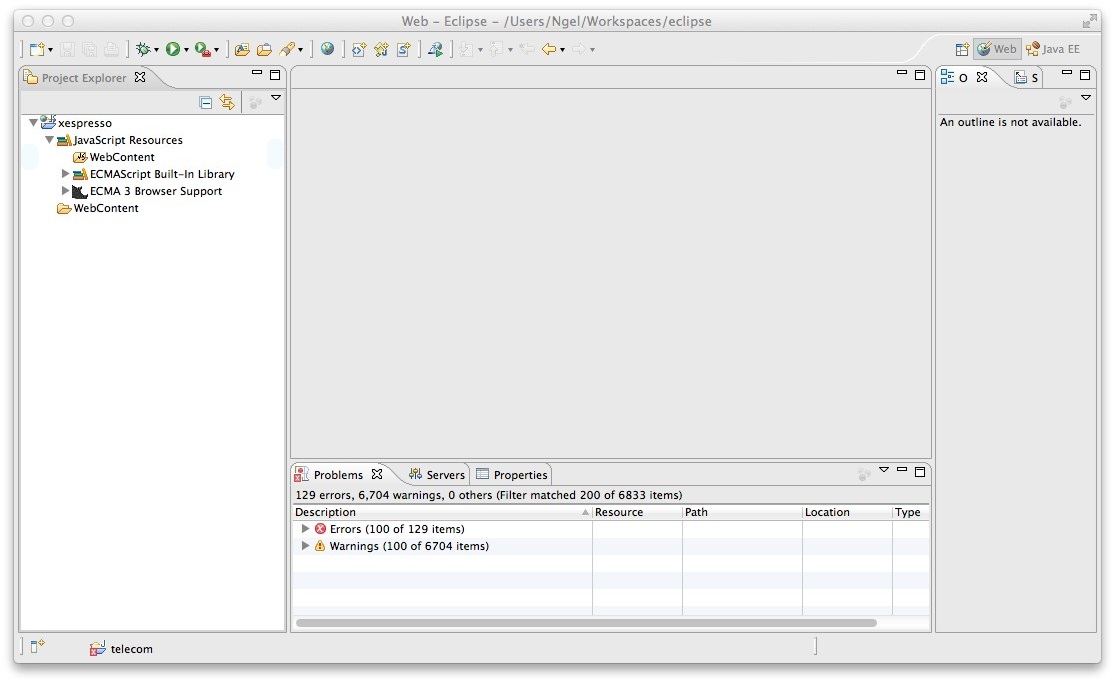 Web – Eclipse – /Users/Ngel/Workspaces/eclipse
Web
Java EE
Project Explorer
xespresso
JavaScript Resources
WebContent
ECMAScript Built-In Library
ECMA 3 Browser Support
WebContent
O
S
An outline is not available.
Problems
Servers
Properties
129 errors, 6,704 warnings, 0 others (Filter matched 200 of 6833 items)
Description Resource Path Location Type
Errors (100 of 129 items)
Warnings (100 of 6704 items)
telecom